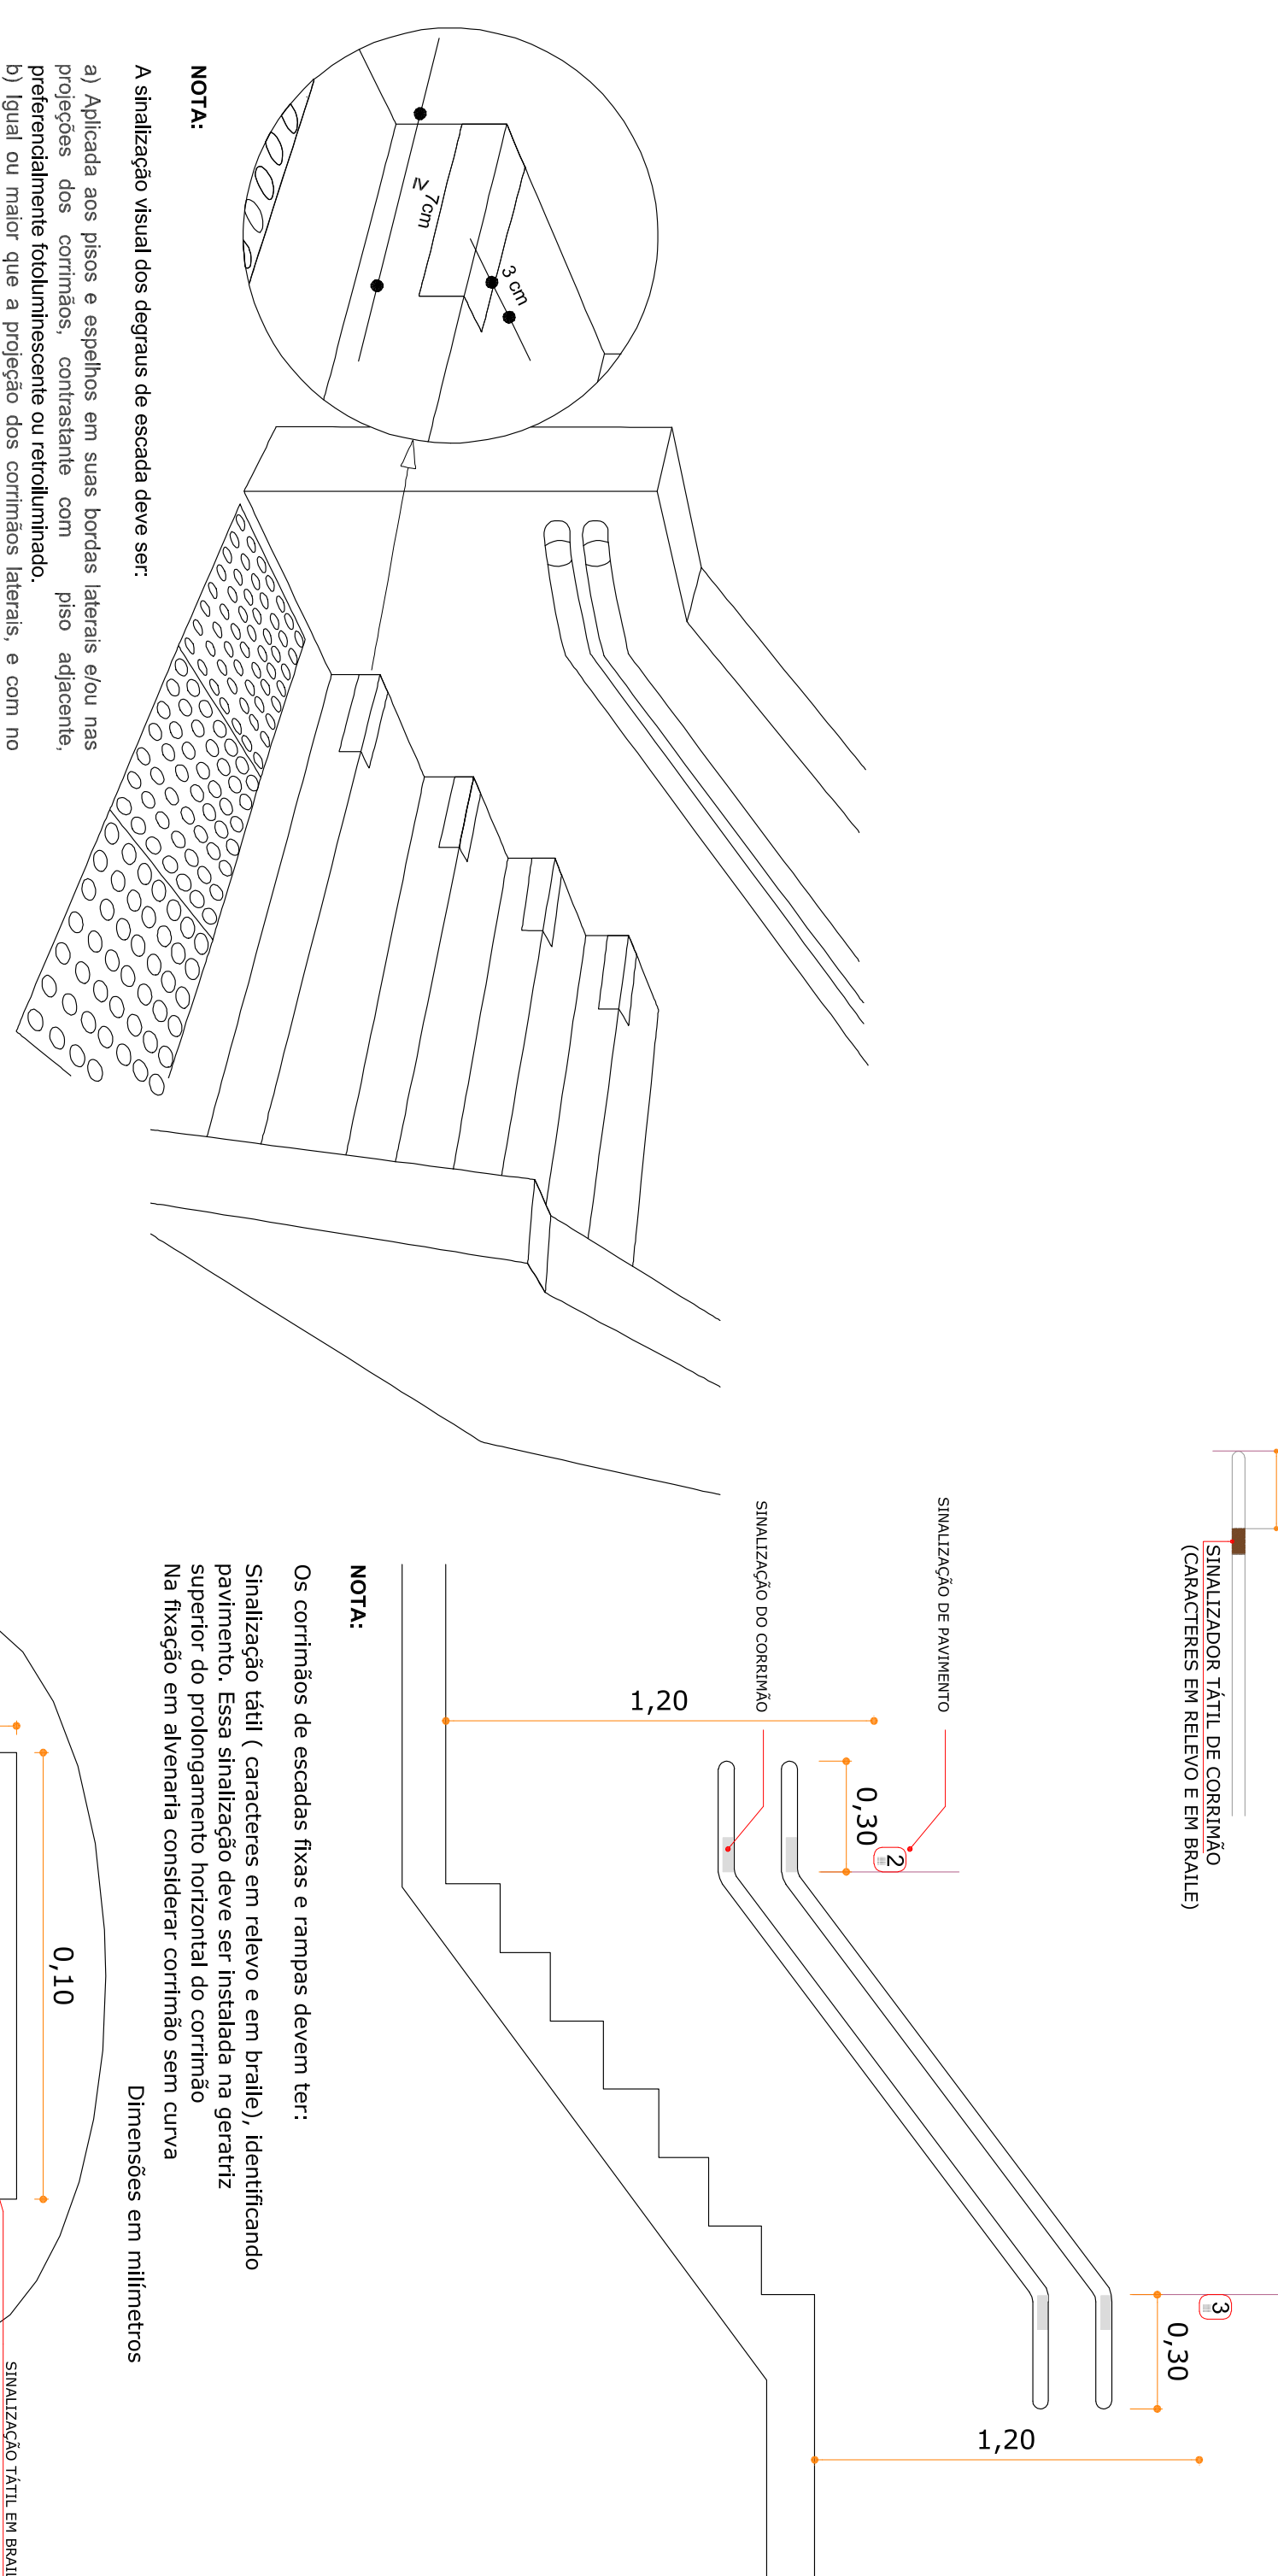 ≥ 7cm
3 cm
NOTA:
A sinalização visual dos degraus de escada deve ser:
a) Aplicada aos pisos e espelhos em suas bordas laterais e/ou nas
projeções dos corrimãos, contrastante com piso adjacente,
preferencialmente fotoluminescente ou retroiluminado.
b) Igual ou maior que a projeção dos corrimãos laterais, e com no
SINALIZADOR TÁTIL DE CORRIMÃO
(CARACTERES EM RELEVO E EM BRAILE)
SINALIZAÇÃO DE PAVIMENTO
SINALIZAÇÃO DO CORRIMÃO
3
0,30
2
0,30
1,20
1,20
NOTA:
Os corrimãos de escadas fixas e rampas devem ter:
Sinalização tátil ( caracteres em relevo e em braile), identificando
pavimento. Essa sinalização deve ser instalada na geratriz
superior do prolongamento horizontal do corrimão
Na fixação em alvenaria considerar corrimão sem curva
Dimensões em milímetros
0,10
SINALIZAÇÃO TÁTIL EM